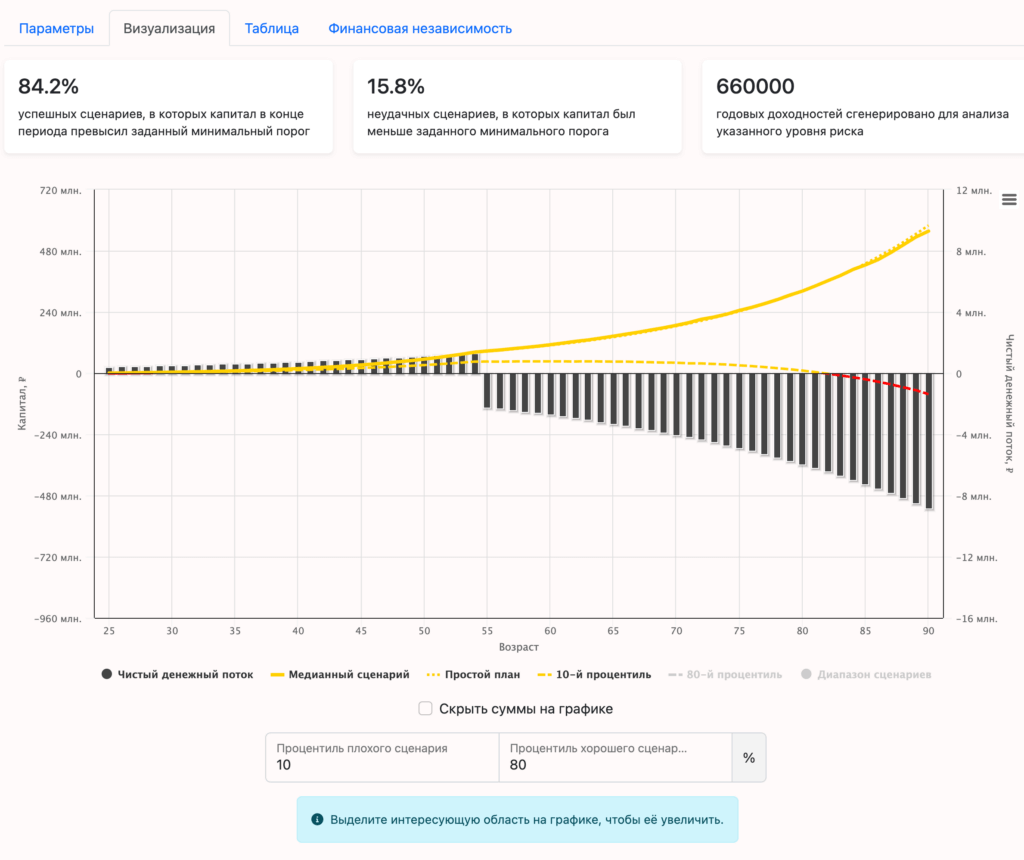 Параметры
Визуализация
Таблица
Финансовая независимость
84.2%
успешных сценариев, в которых капитал в конце
периода превысил заданный минимальный порог
15.8%
неудачных сценариев, в которых капитал был
меньше заданного минимального порога
660000
годовых доходностей сгенерировано для анализа
указанного уровня риска
720 млн.
480 млн.
240 млн.
0
−240 млн.
−480 млн.
−720 млн.
−960 млн.
Капитал, ₽
12 млн.
8 млн.
4 млн.
0
−4 млн.
−8 млн.
−12 млн.
−16 млн.
Чистый денежный поток, ₽
25 30 35 40 45 50 55 60 65 70 75 80 85 90
Возраст
Чистый денежный поток
Медианный сценарий
Простой план
10-й процентиль
80-й процентиль
Диапазон сценариев
Скрыть суммы на графике
Процентиль плохого сценария
10
Процентиль хорошего сценар...
80
%
Выделите интересующую область на графике, чтобы её увеличить.